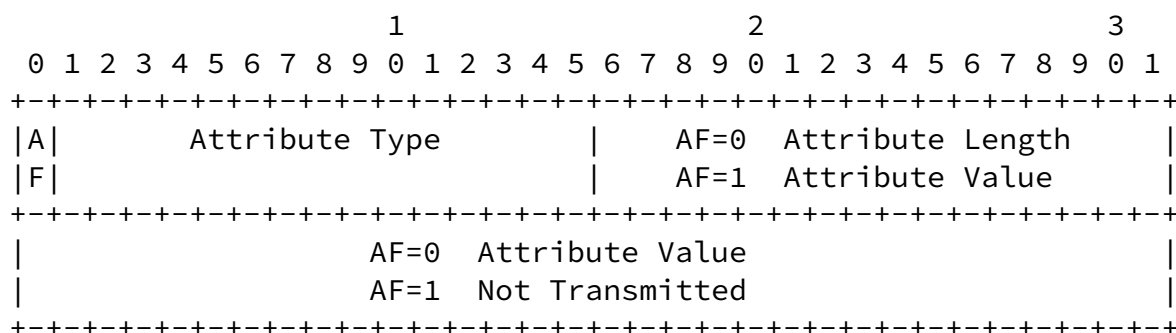 1                   2                   3
 0 1 2 3 4 5 6 7 8 9 0 1 2 3 4 5 6 7 8 9 0 1 2 3 4 5 6 7 8 9 0 1
+-+-+-+-+-+-+-+-+-+-+-+-+-+-+-+-+-+-+-+-+-+-+-+-+-+-+-+-+-+-+-+-+
|A|       Attribute Type        |    AF=0  Attribute Length     |
|F|                             |    AF=1  Attribute Value      |
+-+-+-+-+-+-+-+-+-+-+-+-+-+-+-+-+-+-+-+-+-+-+-+-+-+-+-+-+-+-+-+-+
|                   AF=0  Attribute Value                       |
|                   AF=1  Not Transmitted                       |
+-+-+-+-+-+-+-+-+-+-+-+-+-+-+-+-+-+-+-+-+-+-+-+-+-+-+-+-+-+-+-+-+